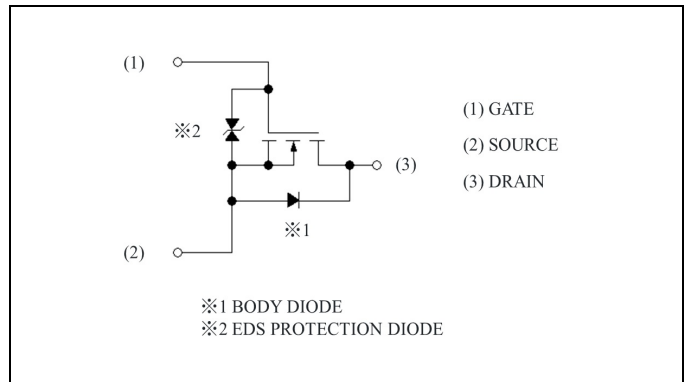 (1)
※2
(3)
※1
(2)
(1) GATE
(2) SOURCE
(3) DRAIN
※1 BODY DIODE
※2 EDS PROTECTION DIODE